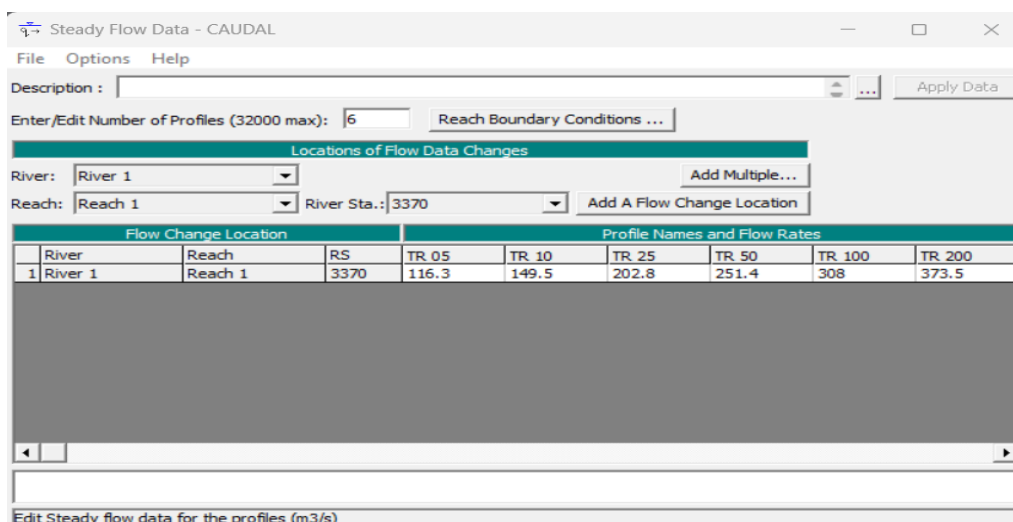 Steady Flow Data - CAUDAL
File Options Help
Description : ... Apply Data
Enter/Edit Number of Profiles (32000 max): 6 Reach Boundary Conditions ...
Locations of Flow Data Changes
River: River 1 Add Multiple...
Reach: Reach 1 River Sta.: 3370 Add A Flow Change Location
Flow Change Location Profile Names and Flow Rates
River Reach RS TR 05 TR 10 TR 25 TR 50 TR 100 TR 200
1 River 1 Reach 1 3370 116.3 149.5 202.8 251.4 308 373.5
Edit Steady flow data for the profiles (m3/s)